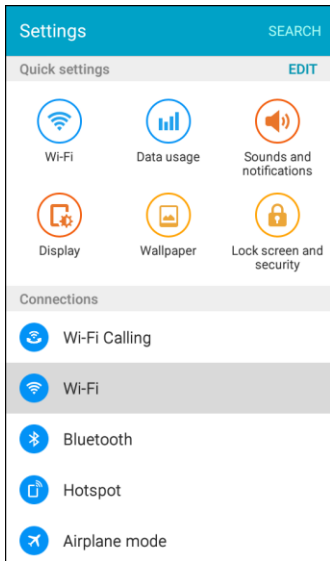 Settings SEARCH
Quick settings EDIT
Wi-Fi Data usage Sounds and
notifications
Display Wallpaper Lock screen and
security
Connections
Wi-Fi Calling
Wi-Fi
Bluetooth
Hotspot
Airplane mode